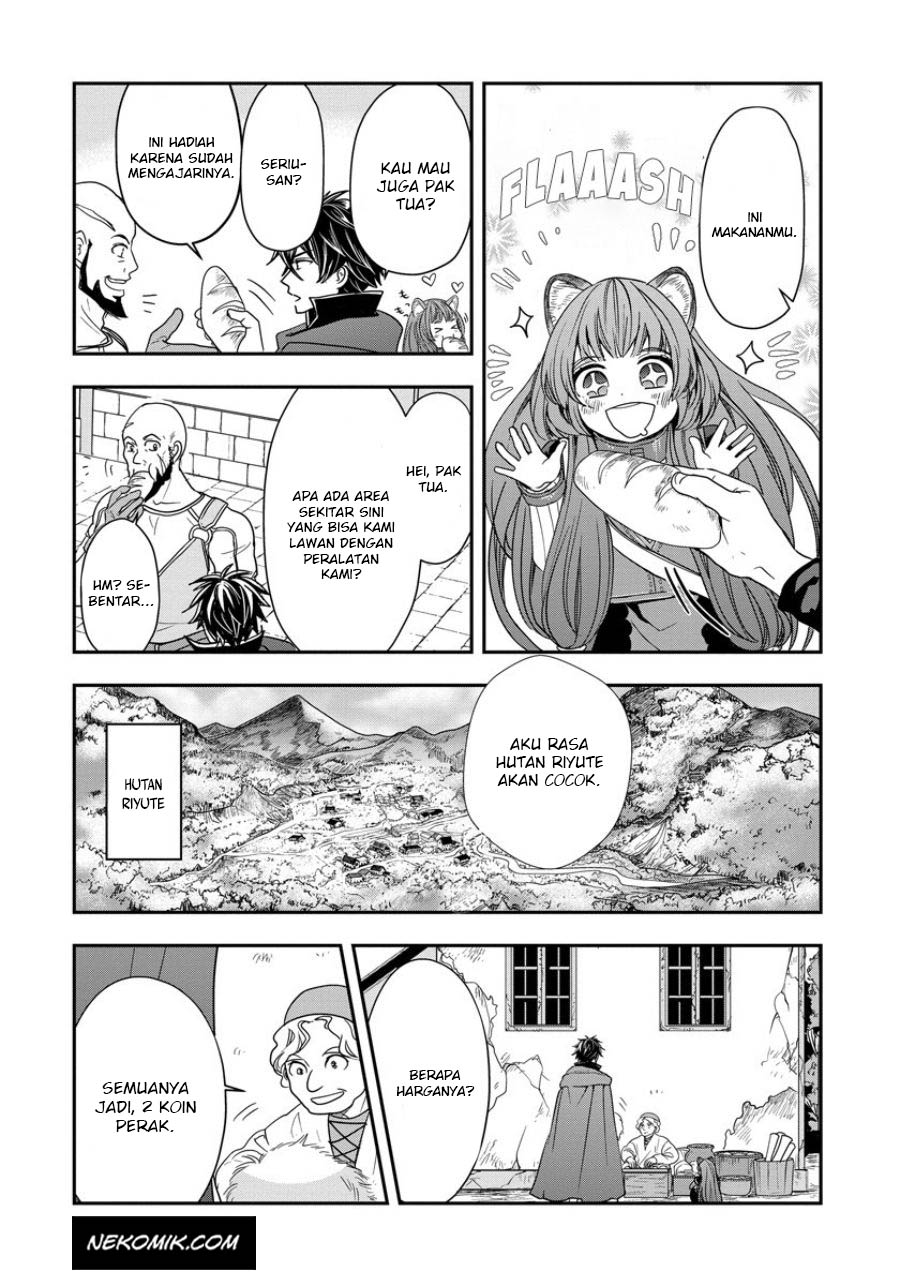 INI
MAKANANMU.
FLAAASH
KAU MAU
JUGA PAK
TUA?
SERIU-
SAN?
INI HADIAH
KARENA SUDAH
MENGAJARINYA.
HEI, PAK
TUA.
APA ADA AREA
SEKITAR SINI
YANG BISA KAMI
LAWAN DENGAN
PERALATAN
KAMI?
HM? SE-
BENTAR...
AKU RASA
HUTAN RIYUTE
AKAN COCOK.
HUTAN
RIYUTE
BERAPA
HARGANYA?
SEMUANYA
JADI, 2 KOIN
PERAK.
NEKOMIK.COM